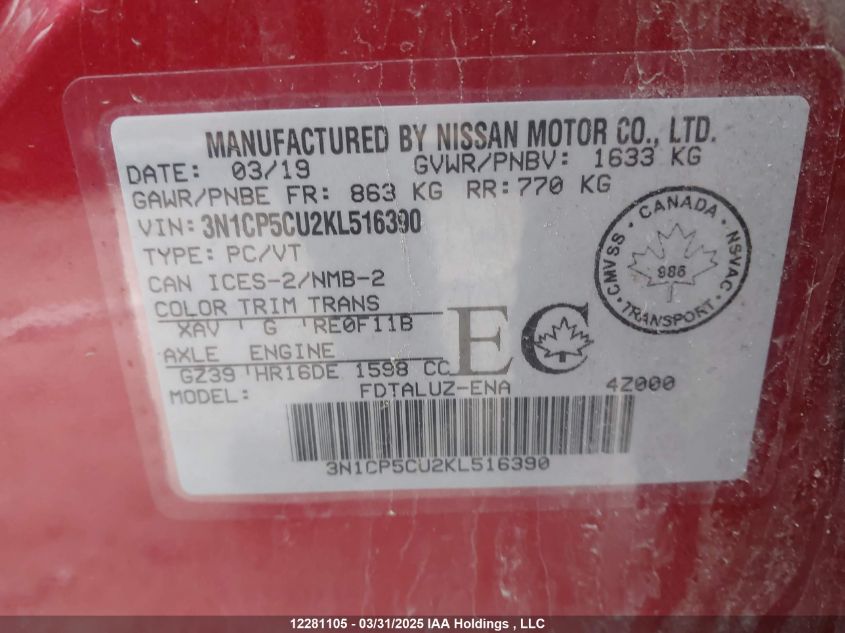 MANUFACTURED BY NISSAN MOTOR CO., LTD.
DATE: 03/19 GVWR/PNBV: 1633 KG
GAWR/PNBE FR: 863 KG RR: 770 KG
VIN: 3N1CP5CU2KL516390
TYPE: PC/VT
CAN ICES-2/NMB-2
COLOR TRIM TRANS
XAV G RE0F11B
AXLE ENGINE
GZ39 HR16DE 1598 CC
MODEL: FDTALUZ-ENA 4Z000
EC
CANADA
CMVSS · NSVAC
986
TRANSPORT
3N1CP5CU2KL516390
12281105 - 03/31/2025 IAA Holdings , LLC